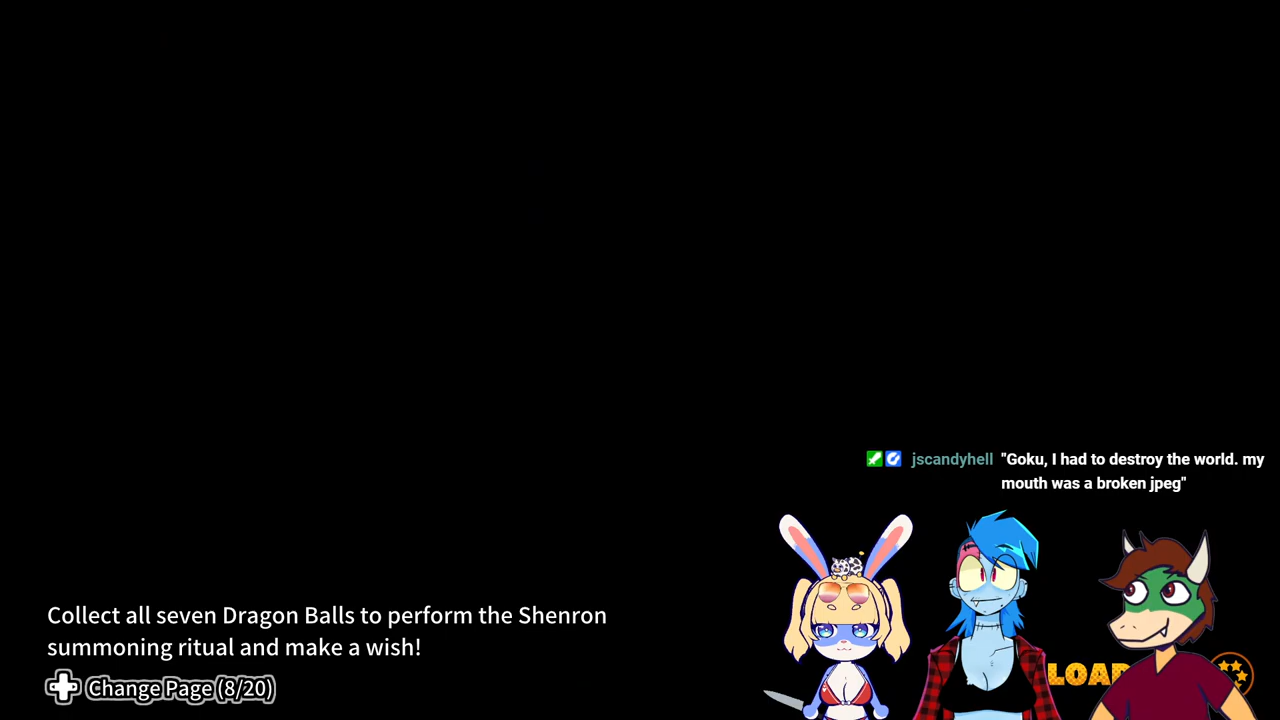 jscandyhell "Goku, I had to destroy the world. my
mouth was a broken jpeg"
Collect all seven Dragon Balls to perform the Shenron
summoning ritual and make a wish!
Change Page (8/20)
LOAD